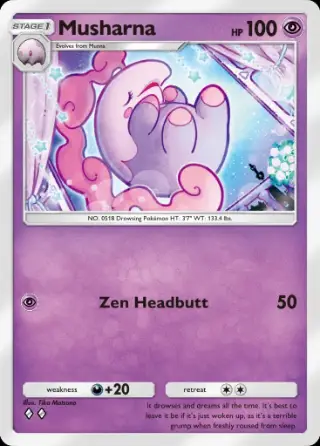 STAGE 1
Musharna
HP 100
Evolves from Munna
NO. 0518 Drowsing Pokémon HT: 3'7" WT: 133.4 lbs.
Zen Headbutt 50
weakness +20 retreat
Illus. Tika Matsuno
It drowses and dreams all the time. It's best to
leave it be if it's just woken up, as it's a terrible
grump when freshly roused from sleep.